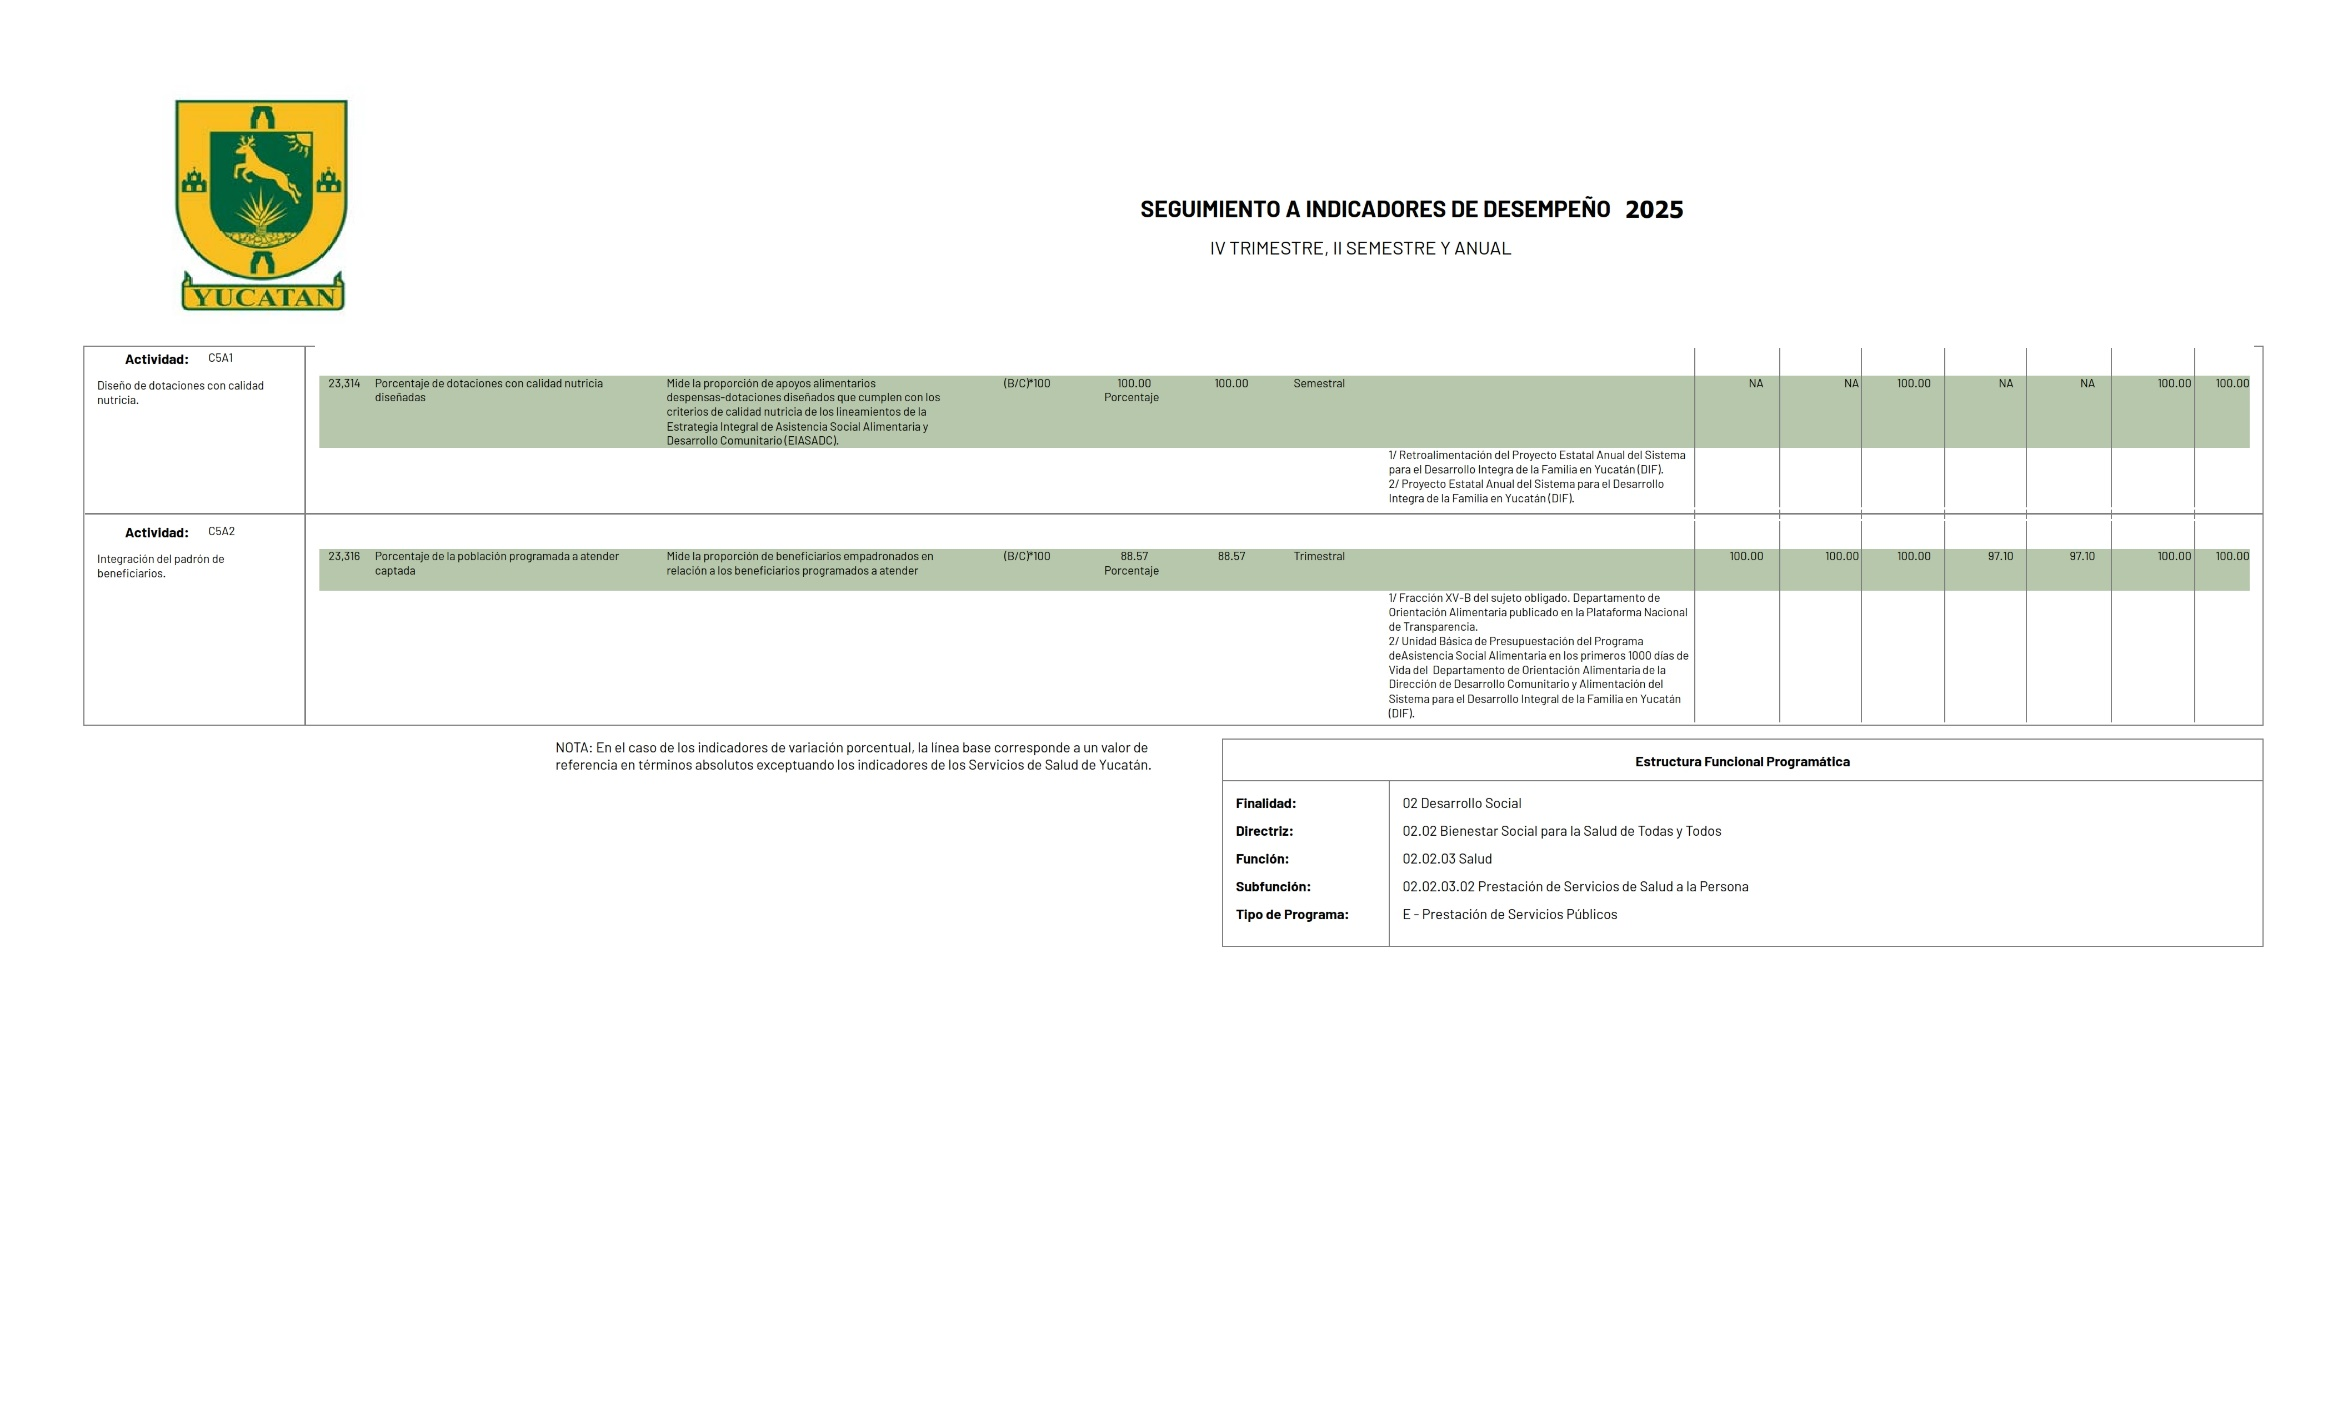 YUCATAN
SEGUIMIENTO A INDICADORES DE DESEMPEÑO 2025
IV TRIMESTRE, II SEMESTRE Y ANUAL
Actividad: C5A1
Diseño de dotaciones con calidad
nutricia.
23,314 Porcentaje de dotaciones con calidad nutricia
diseñadas
Mide la proporción de apoyos alimentarios
despensas-dotaciones diseñados que cumplen con los
criterios de calidad nutricia de los lineamientos de la
Estrategia Integral de Asistencia Social Alimentaria y
Desarrollo Comunitario (EIASADC).
(B/C)*100
100.00
Porcentaje
100.00
Semestral
NA NA 100.00 NA NA 100.00 100.00
1/ Retroalimentación del Proyecto Estatal Anual del Sistema
para el Desarrollo Integra de la Familia en Yucatán (DIF).
2/ Proyecto Estatal Anual del Sistema para el Desarrollo
Integra de la Familia en Yucatán (DIF).
Actividad: C5A2
Integración del padrón de
beneficiarios.
23,316 Porcentaje de la población programada a atender
captada
Mide la proporción de beneficiarios empadronados en
relación a los beneficiarios programados a atender
(B/C)*100
88.57
Porcentaje
88.57
Trimestral
100.00 100.00 100.00 97.10 97.10 100.00 100.00
1/ Fracción XV-B del sujeto obligado. Departamento de
Orientación Alimentaria publicado en la Plataforma Nacional
de Transparencia.
2/ Unidad Básica de Presupuestación del Programa
deAsistencia Social Alimentaria en los primeros 1000 días de
Vida del  Departamento de Orientación Alimentaria de la
Dirección de Desarrollo Comunitario y Alimentación del
Sistema para el Desarrollo Integral de la Familia en Yucatán
(DIF).
NOTA: En el caso de los indicadores de variación porcentual, la línea base corresponde a un valor de
referencia en términos absolutos exceptuando los indicadores de los Servicios de Salud de Yucatán.
Estructura Funcional Programática
Finalidad: 02 Desarrollo Social
Directriz: 02.02 Bienestar Social para la Salud de Todas y Todos
Función: 02.02.03 Salud
Subfunción: 02.02.03.02 Prestación de Servicios de Salud a la Persona
Tipo de Programa: E - Prestación de Servicios Públicos